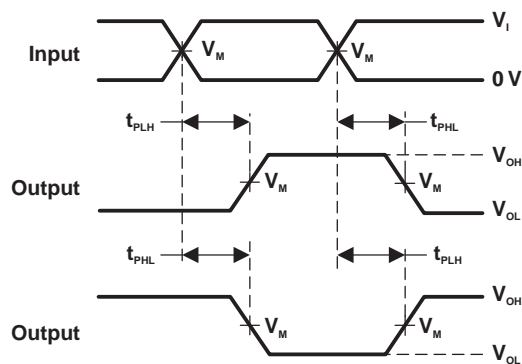 V_I
Input V_M V_M
0 V
t_PLH t_PHL
V_OH
Output V_M V_M
V_OL
t_PHL t_PLH
V_OH
V_M V_M
Output V_OL